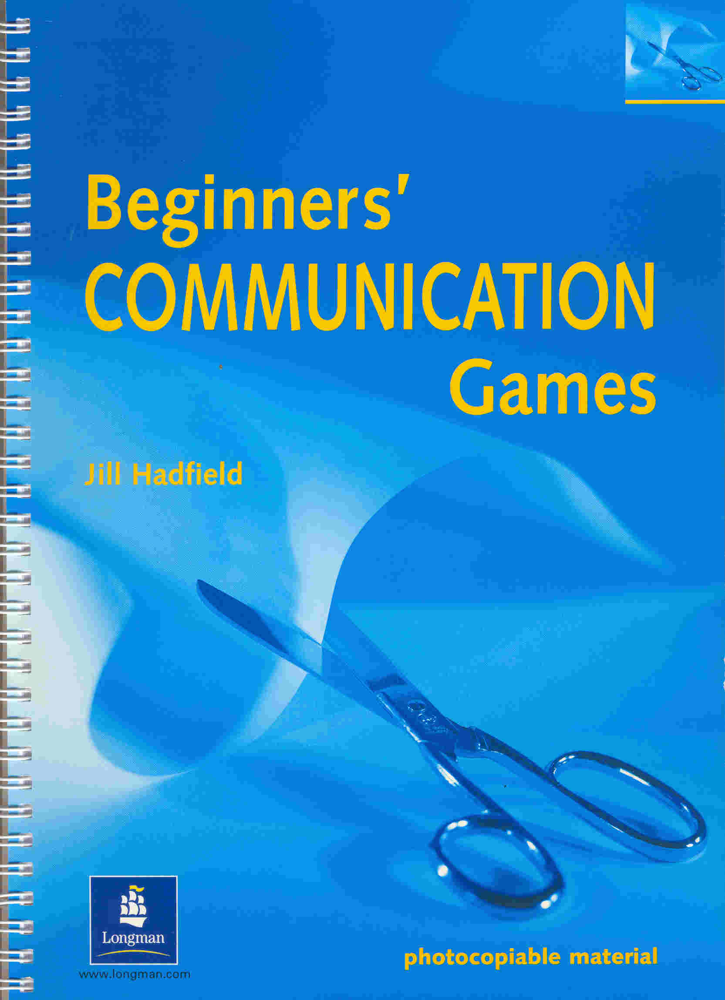 Beginners'
COMMUNICATION
Games
Jill Hadfield
Longman
www.longman.com
photocopiable material